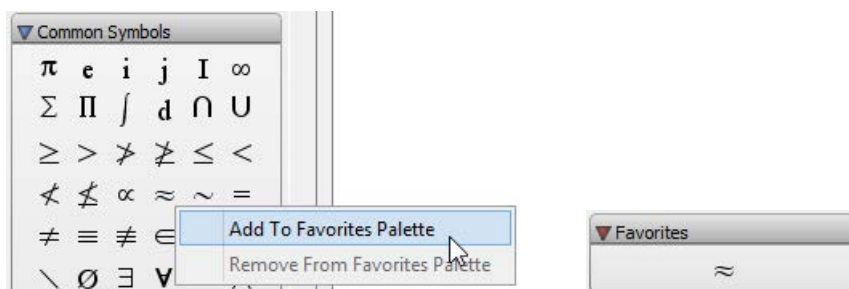 Common Symbols
π e i j I ∞
Σ Π ∫ d ∩ ∪
≥ > ≯ ≱ ≤ <
≮ ≰ ∝ ≈ ~ =
≠ ≡ ≢ ∈
\ Ø ∃ ∀
Add To Favorites Palette
Remove From Favorites Palette
Favorites
≈